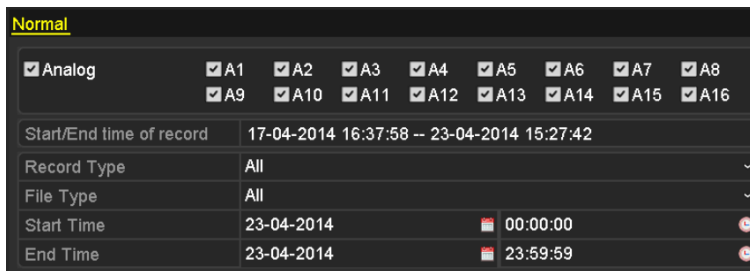 Normal
Analog A1 A2 A3 A4 A5 A6 A7 A8
A9 A10 A11 A12 A13 A14 A15 A16
Start/End time of record 17-04-2014 16:37:58 -- 23-04-2014 15:27:42
Record Type All
File Type All
Start Time 23-04-2014 00:00:00
End Time 23-04-2014 23:59:59